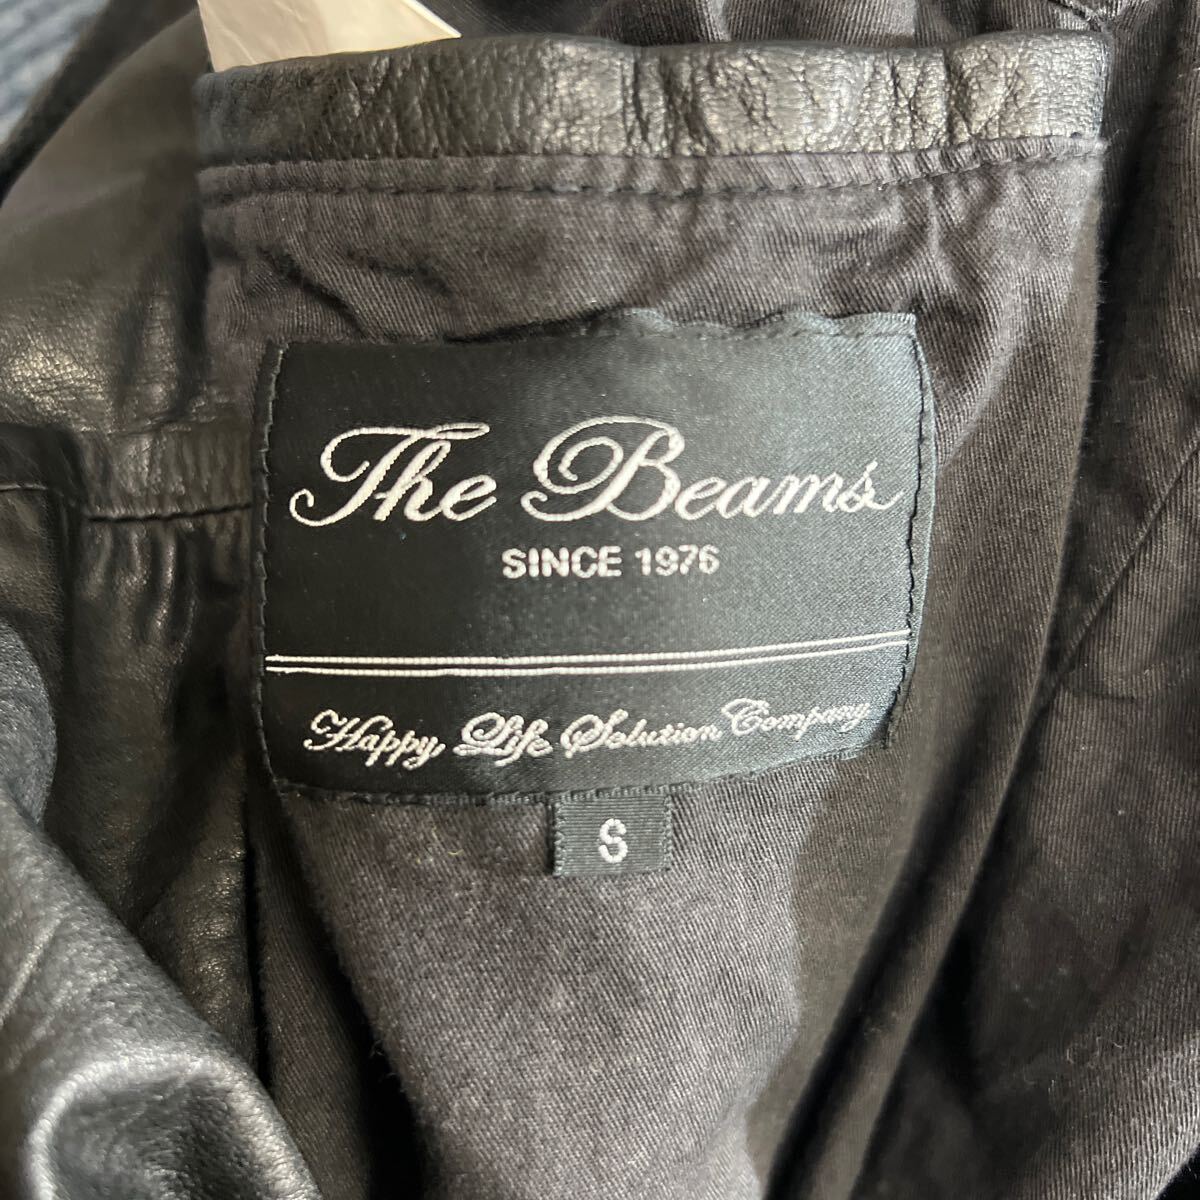 The Beams
SINCE 1976
Happy Life Solution Company
S